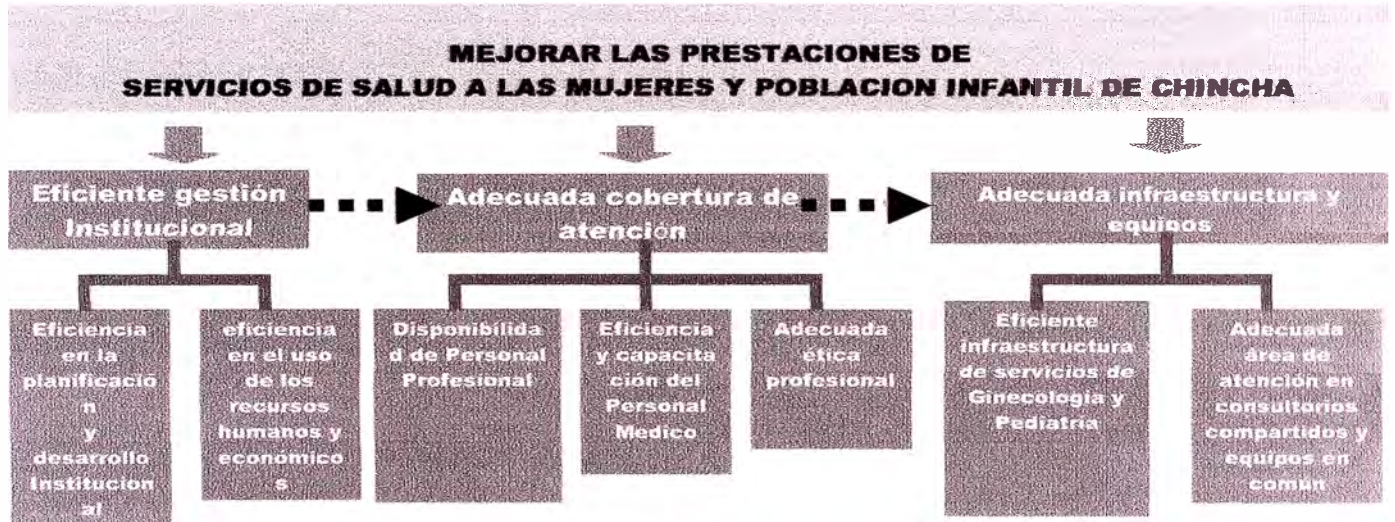 MEJORAR LAS PRESTACIONES DE
SERVICIOS DE SALUD A LAS MUJERES Y POBLACION INFANTIL DE CHINCHA
Eficiente gestión
Institucional
Adecuada cobertura de
atención
Adecuada infraestructura y
equipos
Eficiencia
en la
planificació
n
y
desarrollo
Institucion
al
eficiencia
en el uso
de los
recursos
humanos y
económico
s
Disponibilida
d de Personal
Profesional
Eficiencia
y capacita
ción del
Personal
Medico
Adecuada
ética
profesional
Eficiente
infraestructura
de servicios de
Ginecología y
Pediatría
Adecuada
área de
atención en
consultorios
compartidos y
equipos en
común